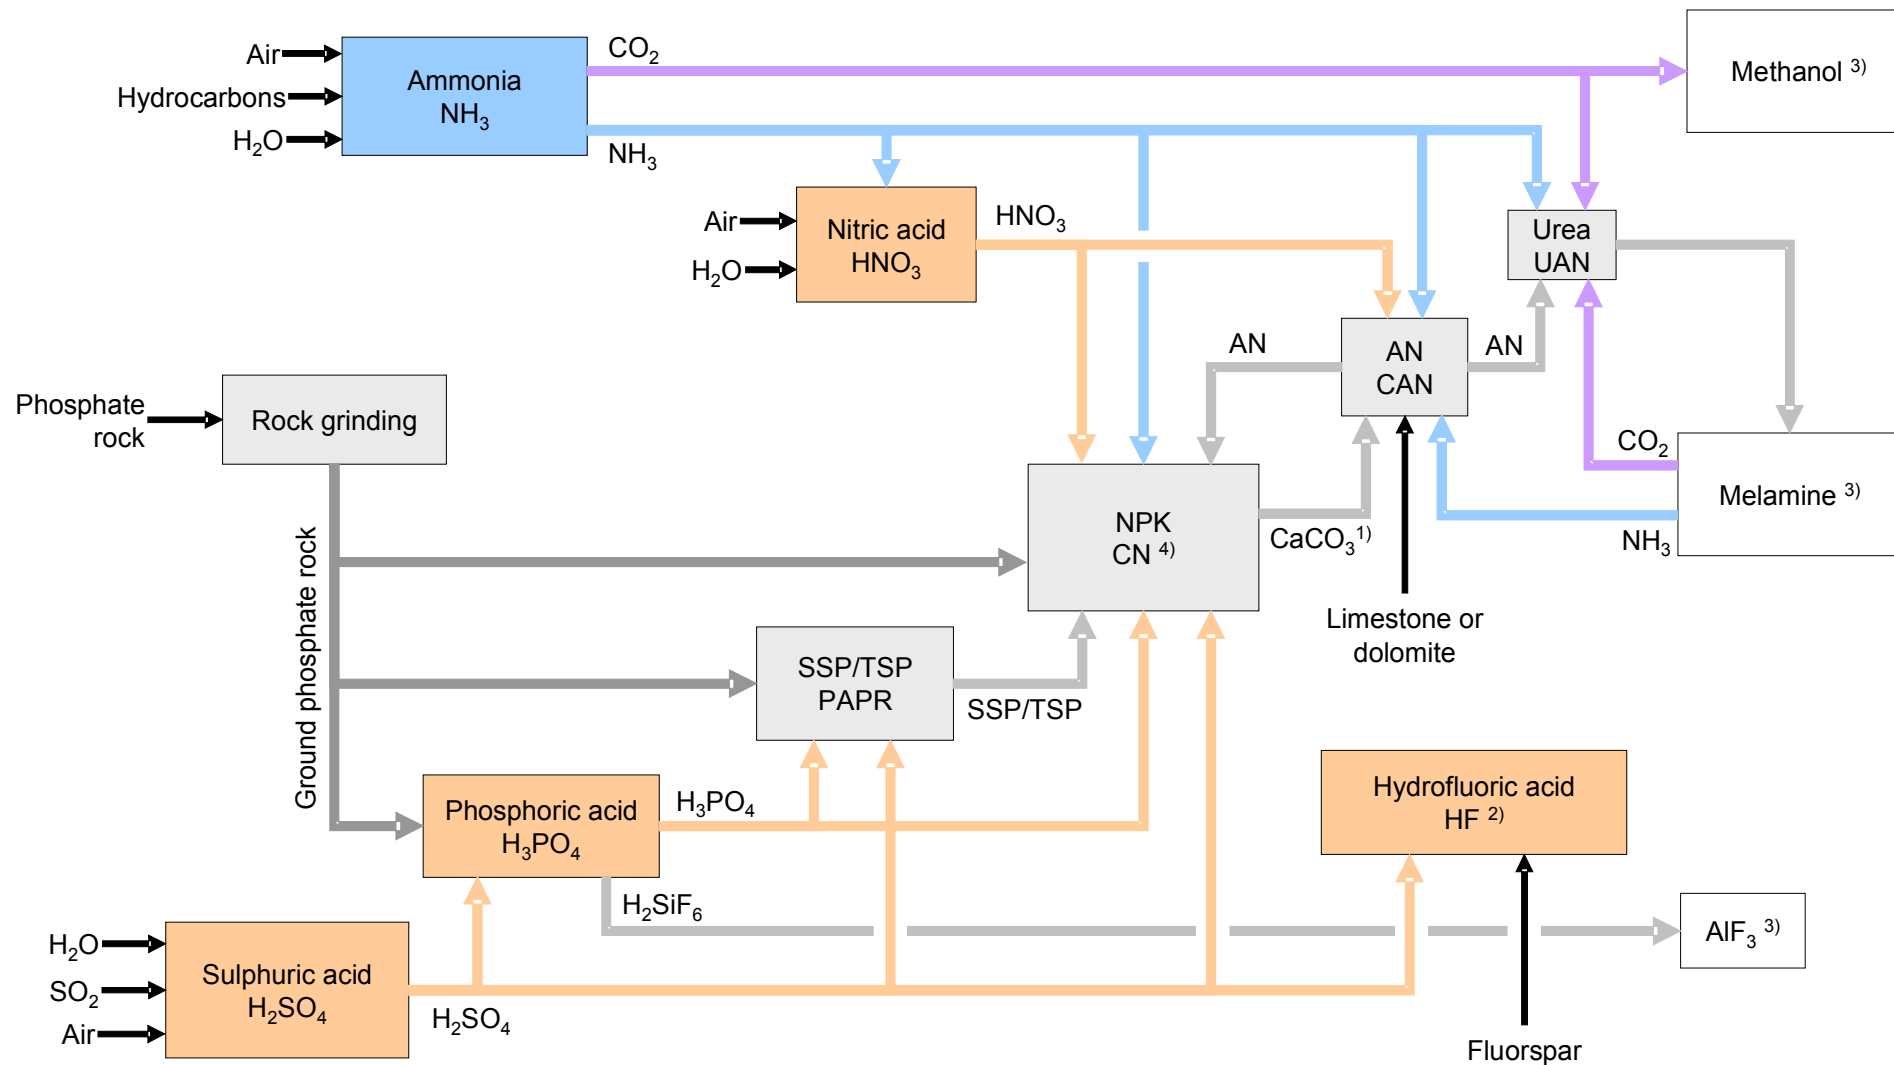 Air
Hydrocarbons
H₂O
Ammonia
NH₃
CO₂
NH₃
Methanol ³⁾
Air
H₂O
Nitric acid
HNO₃
HNO₃
Urea
UAN
AN
AN
CAN
AN
Phosphate
rock
Rock grinding
Ground phosphate rock
NPK
CN ⁴⁾
CaCO₃¹⁾
CO₂
Melamine ³⁾
NH₃
Limestone or
dolomite
SSP/TSP
PAPR
SSP/TSP
Phosphoric acid
H₃PO₄
H₃PO₄
H₂SiF₆
Hydrofluoric acid
HF ²⁾
AlF₃ ³⁾
H₂O
SO₂
Air
Sulphuric acid
H₂SO₄
H₂SO₄
Fluorspar